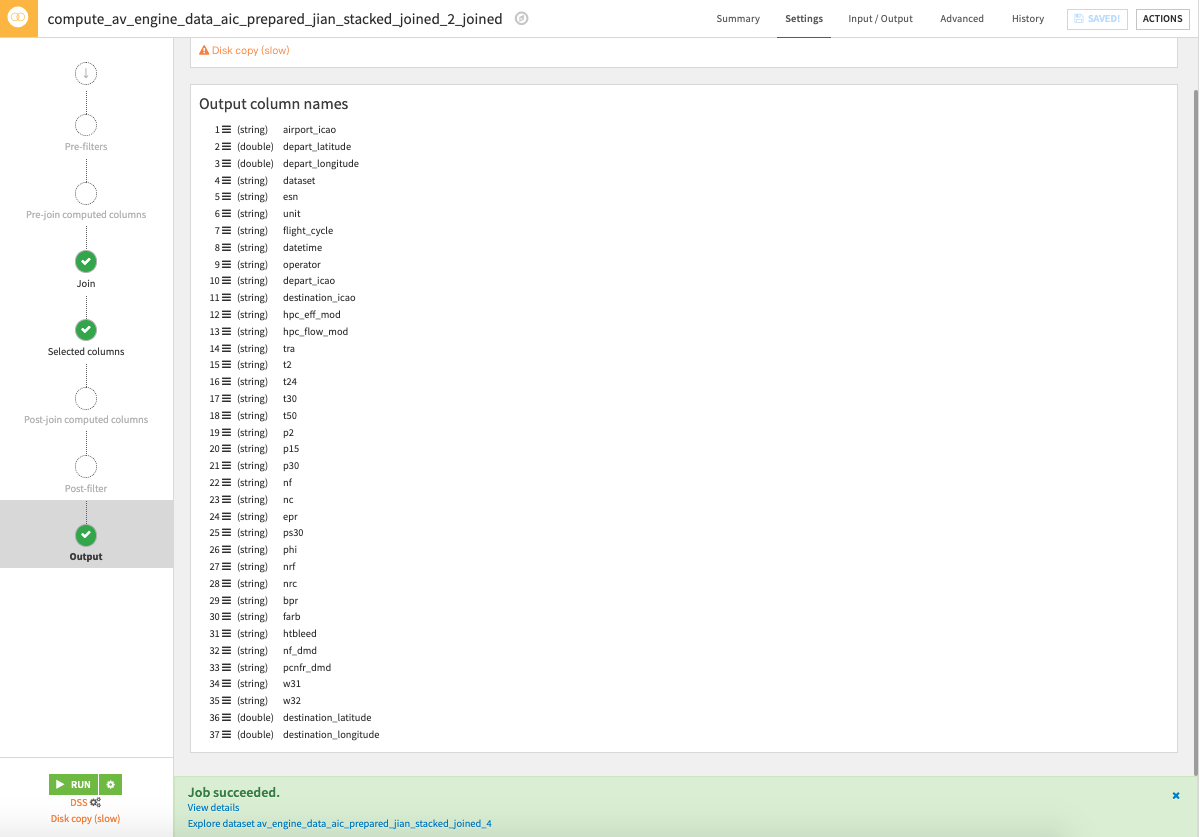 compute_av_engine_data_aic_prepared_jian_stacked_joined_2_joined
Summary Settings Input / Output Advanced History SAVED! ACTIONS
Disk copy (slow)
Pre-filters
Pre-join computed columns
Join
Selected columns
Post-join computed columns
Post-filter
Output
RUN
DSS
Disk copy (slow)
Output column names
1 (string) airport_icao
2 (double) depart_latitude
3 (double) depart_longitude
4 (string) dataset
5 (string) esn
6 (string) unit
7 (string) flight_cycle
8 (string) datetime
9 (string) operator
10 (string) depart_icao
11 (string) destination_icao
12 (string) hpc_eff_mod
13 (string) hpc_flow_mod
14 (string) tra
15 (string) t2
16 (string) t24
17 (string) t30
18 (string) t50
19 (string) p2
20 (string) p15
21 (string) p30
22 (string) nf
23 (string) nc
24 (string) epr
25 (string) ps30
26 (string) phi
27 (string) nrf
28 (string) nrc
29 (string) bpr
30 (string) farb
31 (string) htbleed
32 (string) nf_dmd
33 (string) pcnfr_dmd
34 (string) w31
35 (string) w32
36 (double) destination_latitude
37 (double) destination_longitude
Job succeeded.
View details
Explore dataset av_engine_data_aic_prepared_jian_stacked_joined_4